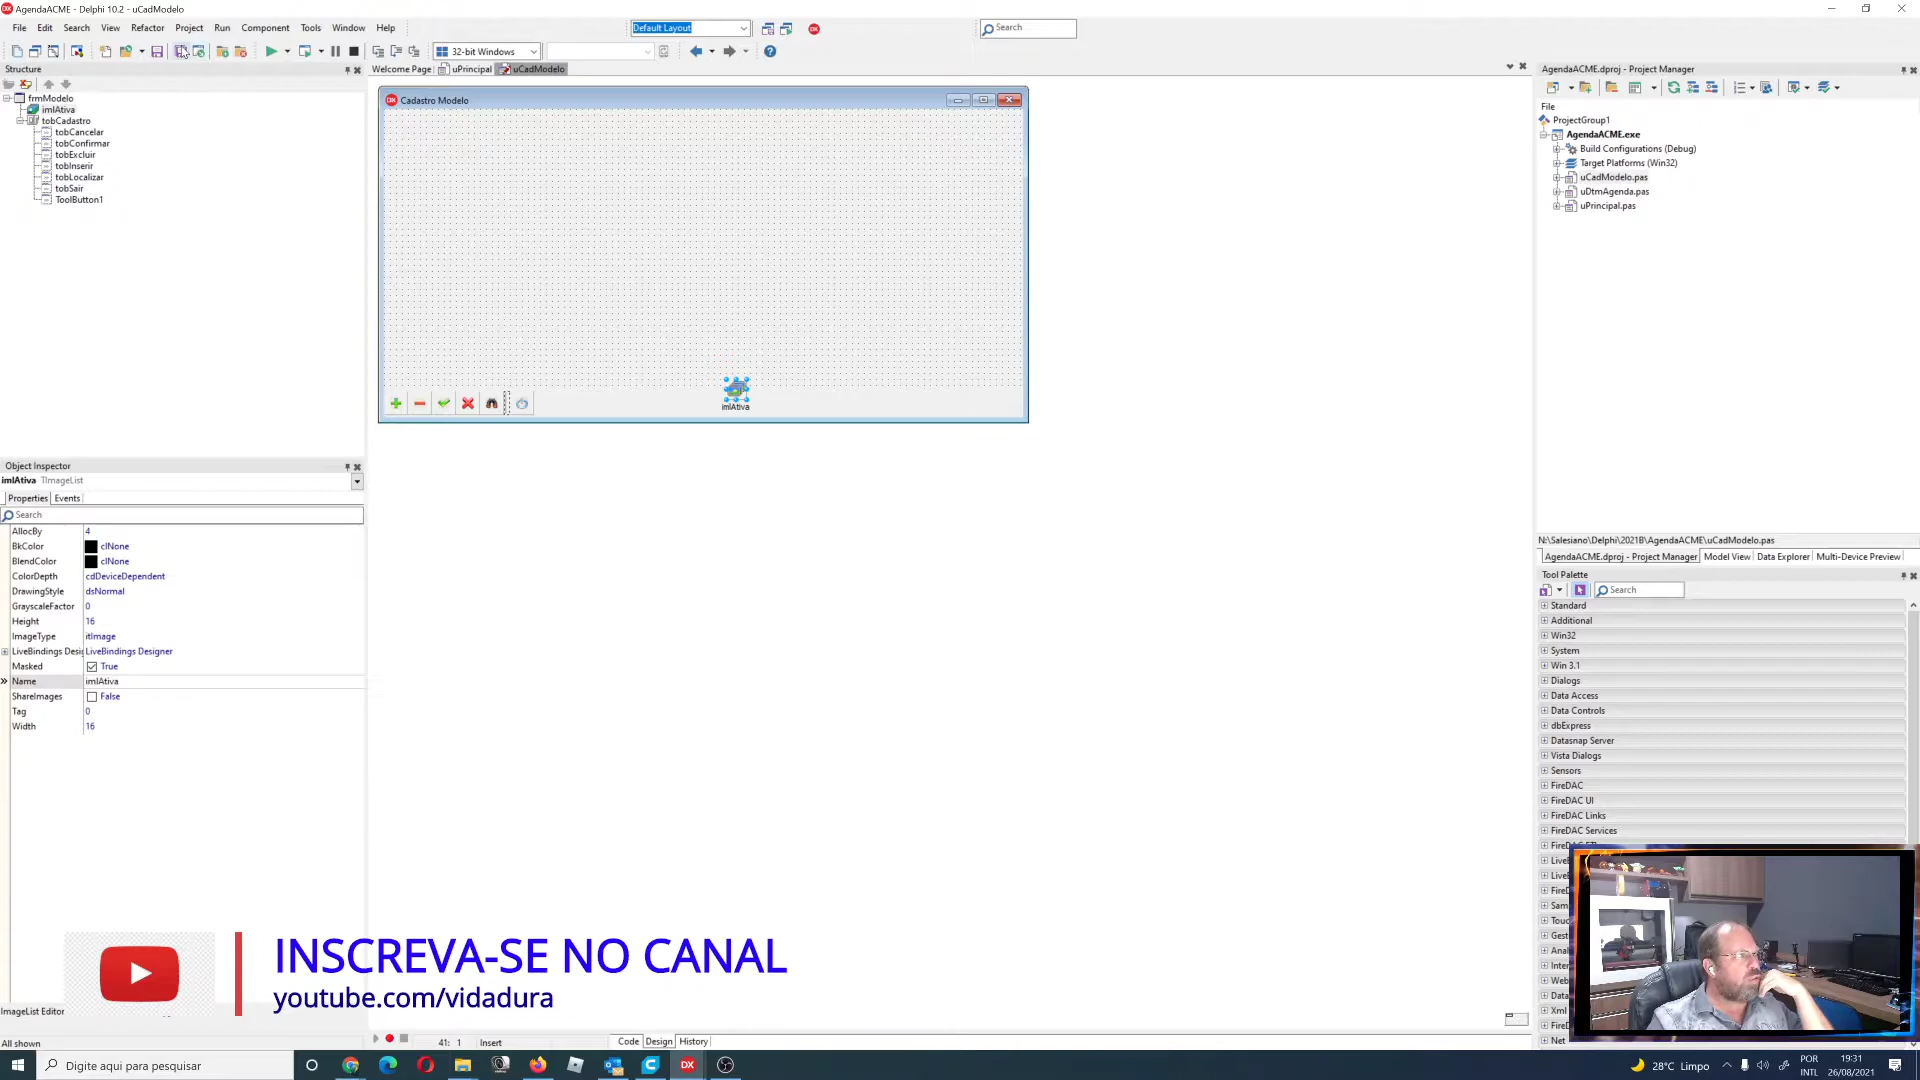 AgendaACME - Delphi 10.2 - uCadModelo
File Edit Search View Refactor Project Run Component Tools Window Help
Default Layout
Search
32-bit Windows
Structure
Welcome Page uPrincipal uCadModelo
AgendaACME.dproj - Project Manager
frmModelo
imlAtiva
tobCadastro
tobCancelar
tobConfirmar
tobExcluir
tobInserir
tobLocalizar
tobSair
ToolButton1
Cadastro Modelo
imlAtiva
File
ProjectGroup1
AgendaACME.exe
Build Configurations (Debug)
Target Platforms (Win32)
uCadModelo.pas
uDtmAgenda.pas
uPrincipal.pas
Object Inspector
imlAtiva TImageList
Properties Events
Search
AllocBy 4
BkColor clNone
BlendColor clNone
ColorDepth cdDeviceDependent
DrawingStyle dsNormal
GrayscaleFactor 0
Height 16
ImageType itImage
LiveBindings Desi LiveBindings Designer
Masked True
Name imlAtiva
ShareImages False
Tag 0
Width 16
N:\Salesiano\Delphi\2021B\AgendaACME\uCadModelo.pas
AgendaACME.dproj - Project Manager Model View Data Explorer Multi-Device Preview
Tool Palette
Search
Standard
Additional
Win32
System
Win 3.1
Dialogs
Data Access
Data Controls
dbExpress
Datasnap Server
Vista Dialogs
Sensors
FireDAC
FireDAC UI
FireDAC Links
FireDAC Services
Net
INSCREVA-SE NO CANAL
youtube.com/vidadura
ImageList Editor
All shown
41: 1 Insert
Code Design History
Digite aqui para pesquisar
28°C Limpo
POR
INTL
19:31
26/08/2021